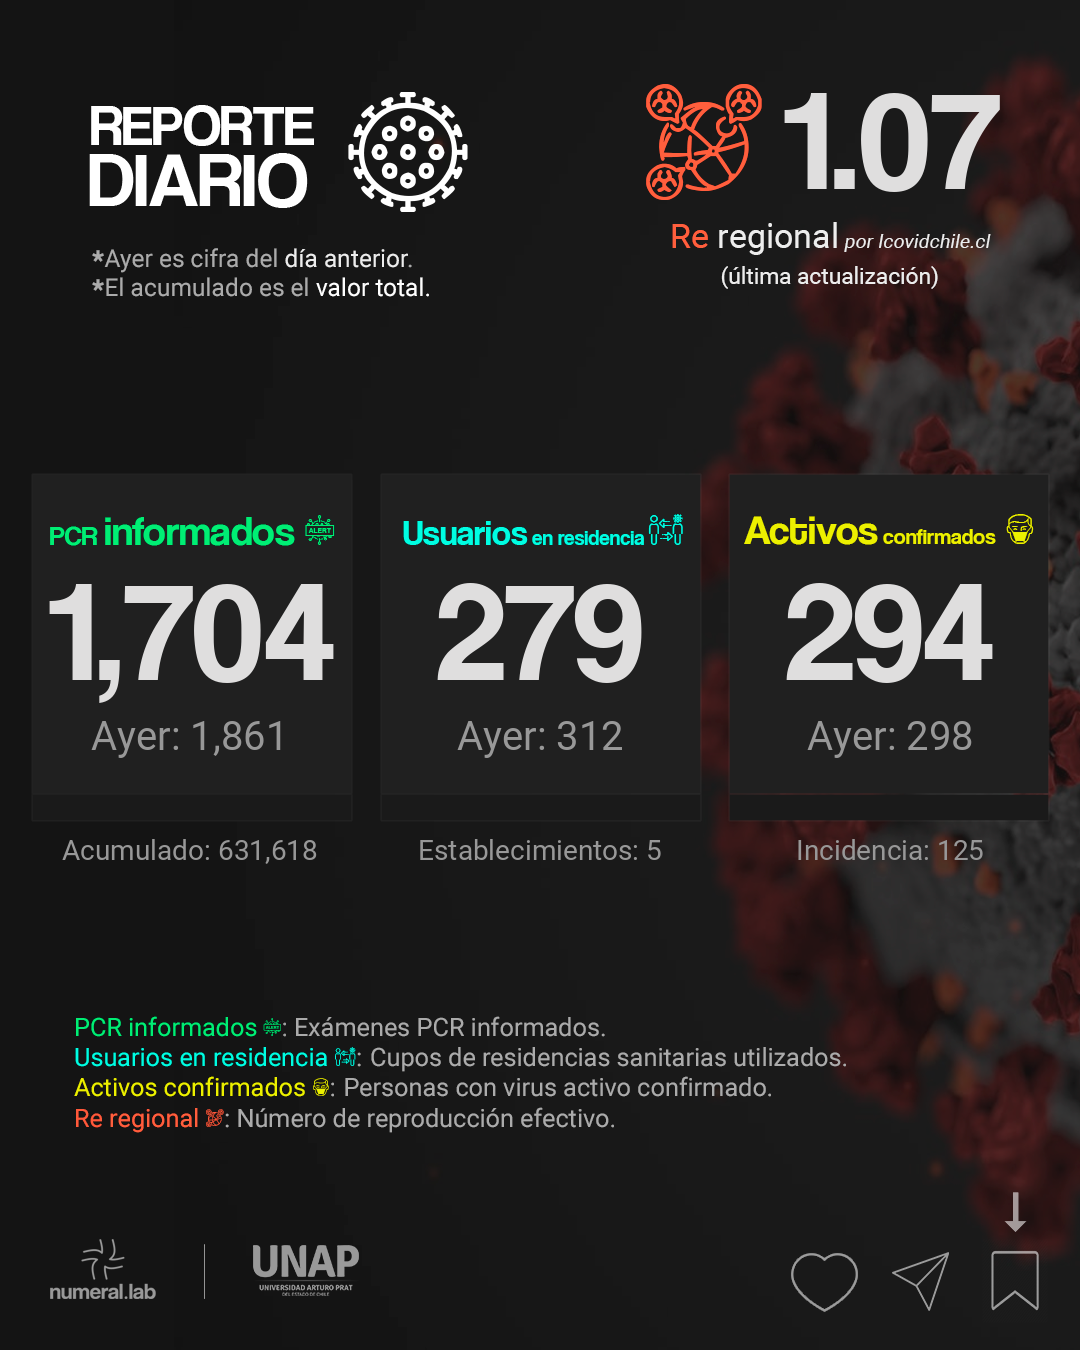 REPORTE
DIARIO
*Ayer es cifra del día anterior.
*El acumulado es el valor total.
1.07
Re regional por Icovidchile.cl
(última actualización)
PCR informados
ALERT
1,704
Ayer: 1,861
Acumulado: 631,618
Usuarios en residencia
279
Ayer: 312
Establecimientos: 5
Activos confirmados
294
Ayer: 298
Incidencia: 125
PCR informados : Exámenes PCR informados.
Usuarios en residencia : Cupos de residencias sanitarias utilizados.
Activos confirmados : Personas con virus activo confirmado.
Re regional : Número de reproducción efectivo.
numeral.lab
UNAP
UNIVERSIDAD ARTURO PRAT
DEL ESTADO DE CHILE